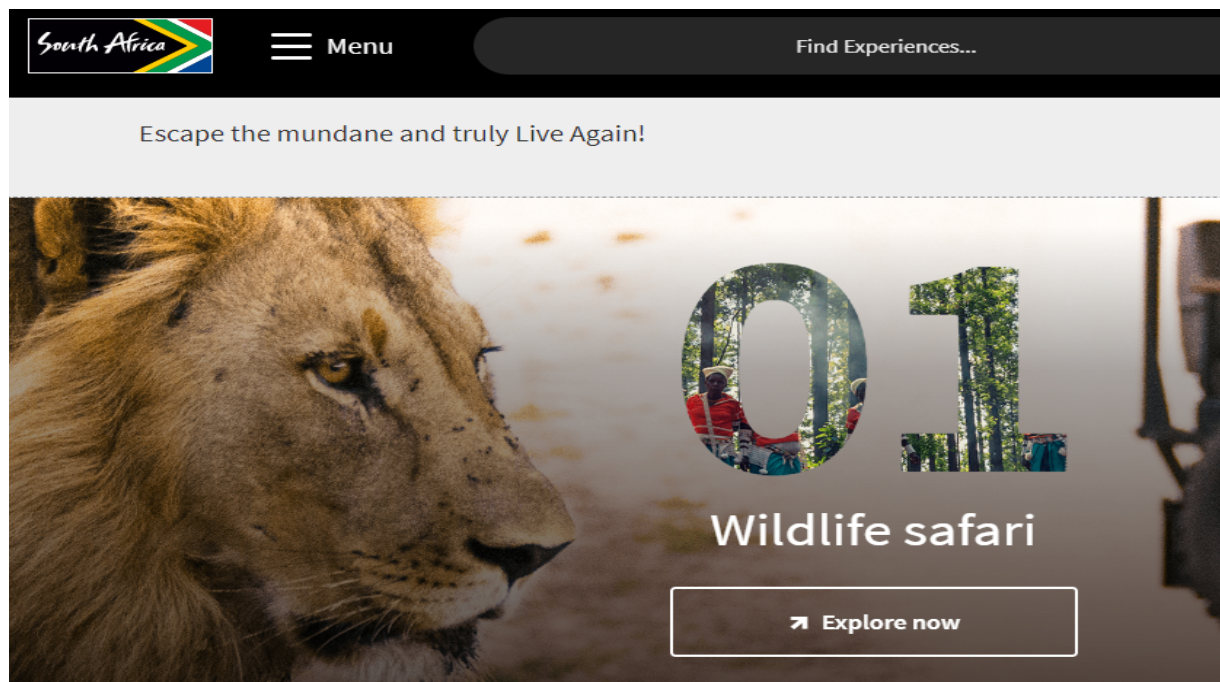 South Africa
Menu
Find Experiences...
Escape the mundane and truly Live Again!
01
Wildlife safari
Explore now